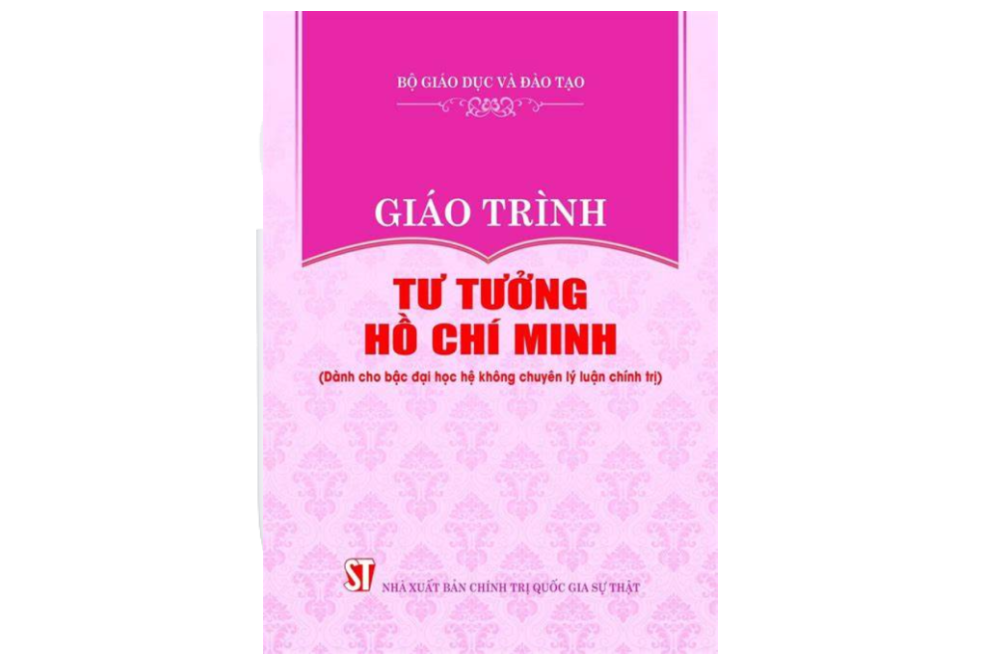 BỘ GIÁO DỤC VÀ ĐÀO TẠO
GIÁO TRÌNH
TƯ TƯỞNG
HỒ CHÍ MINH
(Dành cho bậc đại học hệ không chuyên lý luận chính trị)
ST
NHÀ XUẤT BẢN CHÍNH TRỊ QUỐC GIA SỰ THẬT